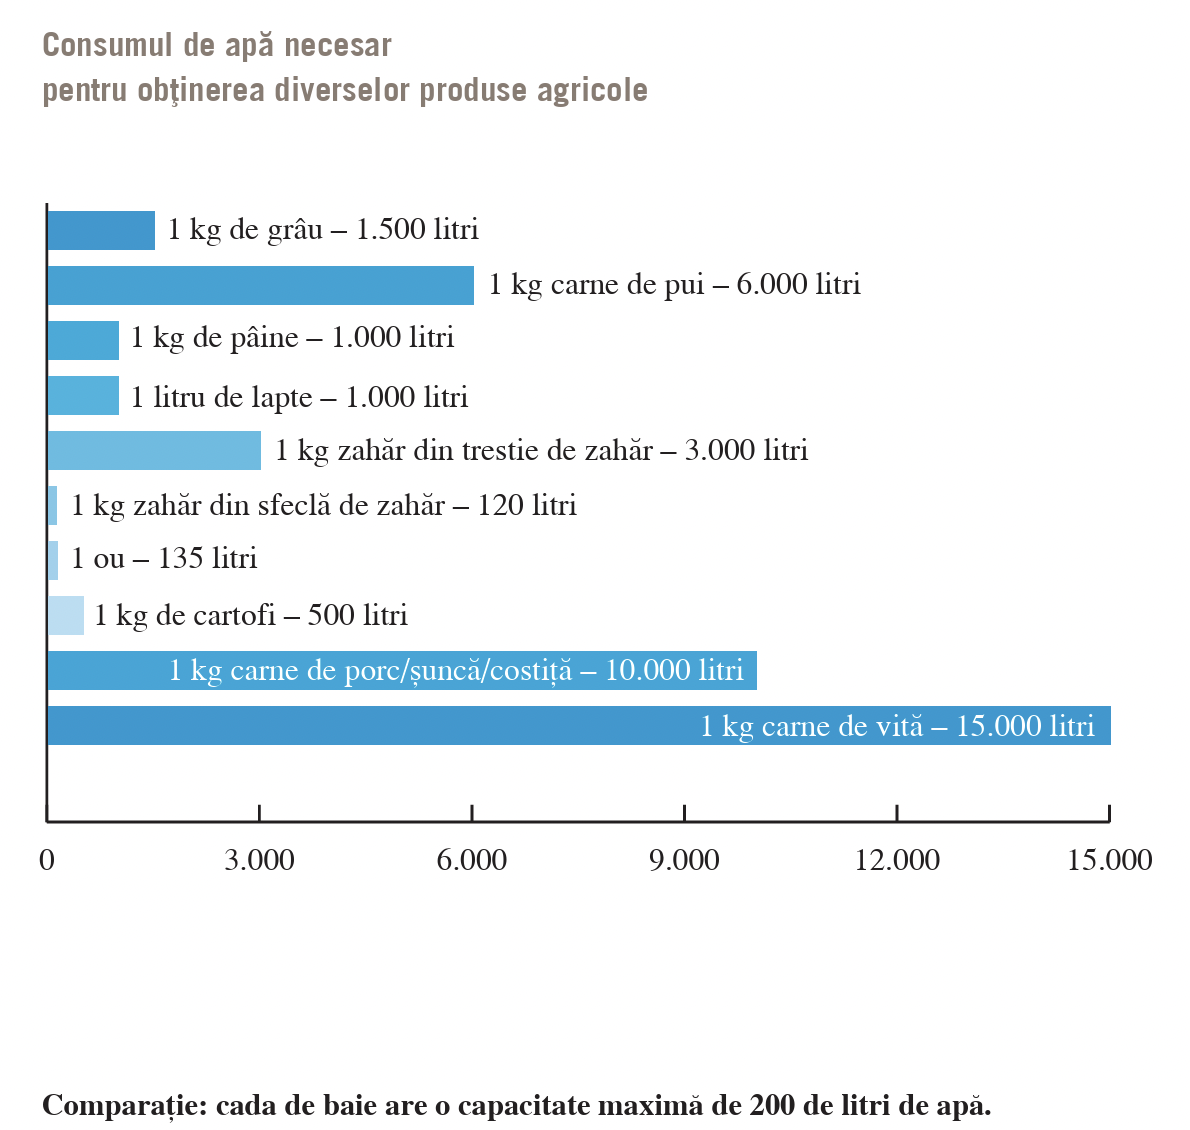 Consumul de apă necesar
pentru obţinerea diverselor produse agricole
1 kg de grâu – 1.500 litri
1 kg carne de pui – 6.000 litri
1 kg de pâine – 1.000 litri
1 litru de lapte – 1.000 litri
1 kg zahăr din trestie de zahăr – 3.000 litri
1 kg zahăr din sfeclă de zahăr – 120 litri
1 ou – 135 litri
1 kg de cartofi – 500 litri
1 kg carne de porc/șuncă/costiță – 10.000 litri
1 kg carne de vită – 15.000 litri
0 3.000 6.000 9.000 12.000 15.000
Comparație: cada de baie are o capacitate maximă de 200 de litri de apă.